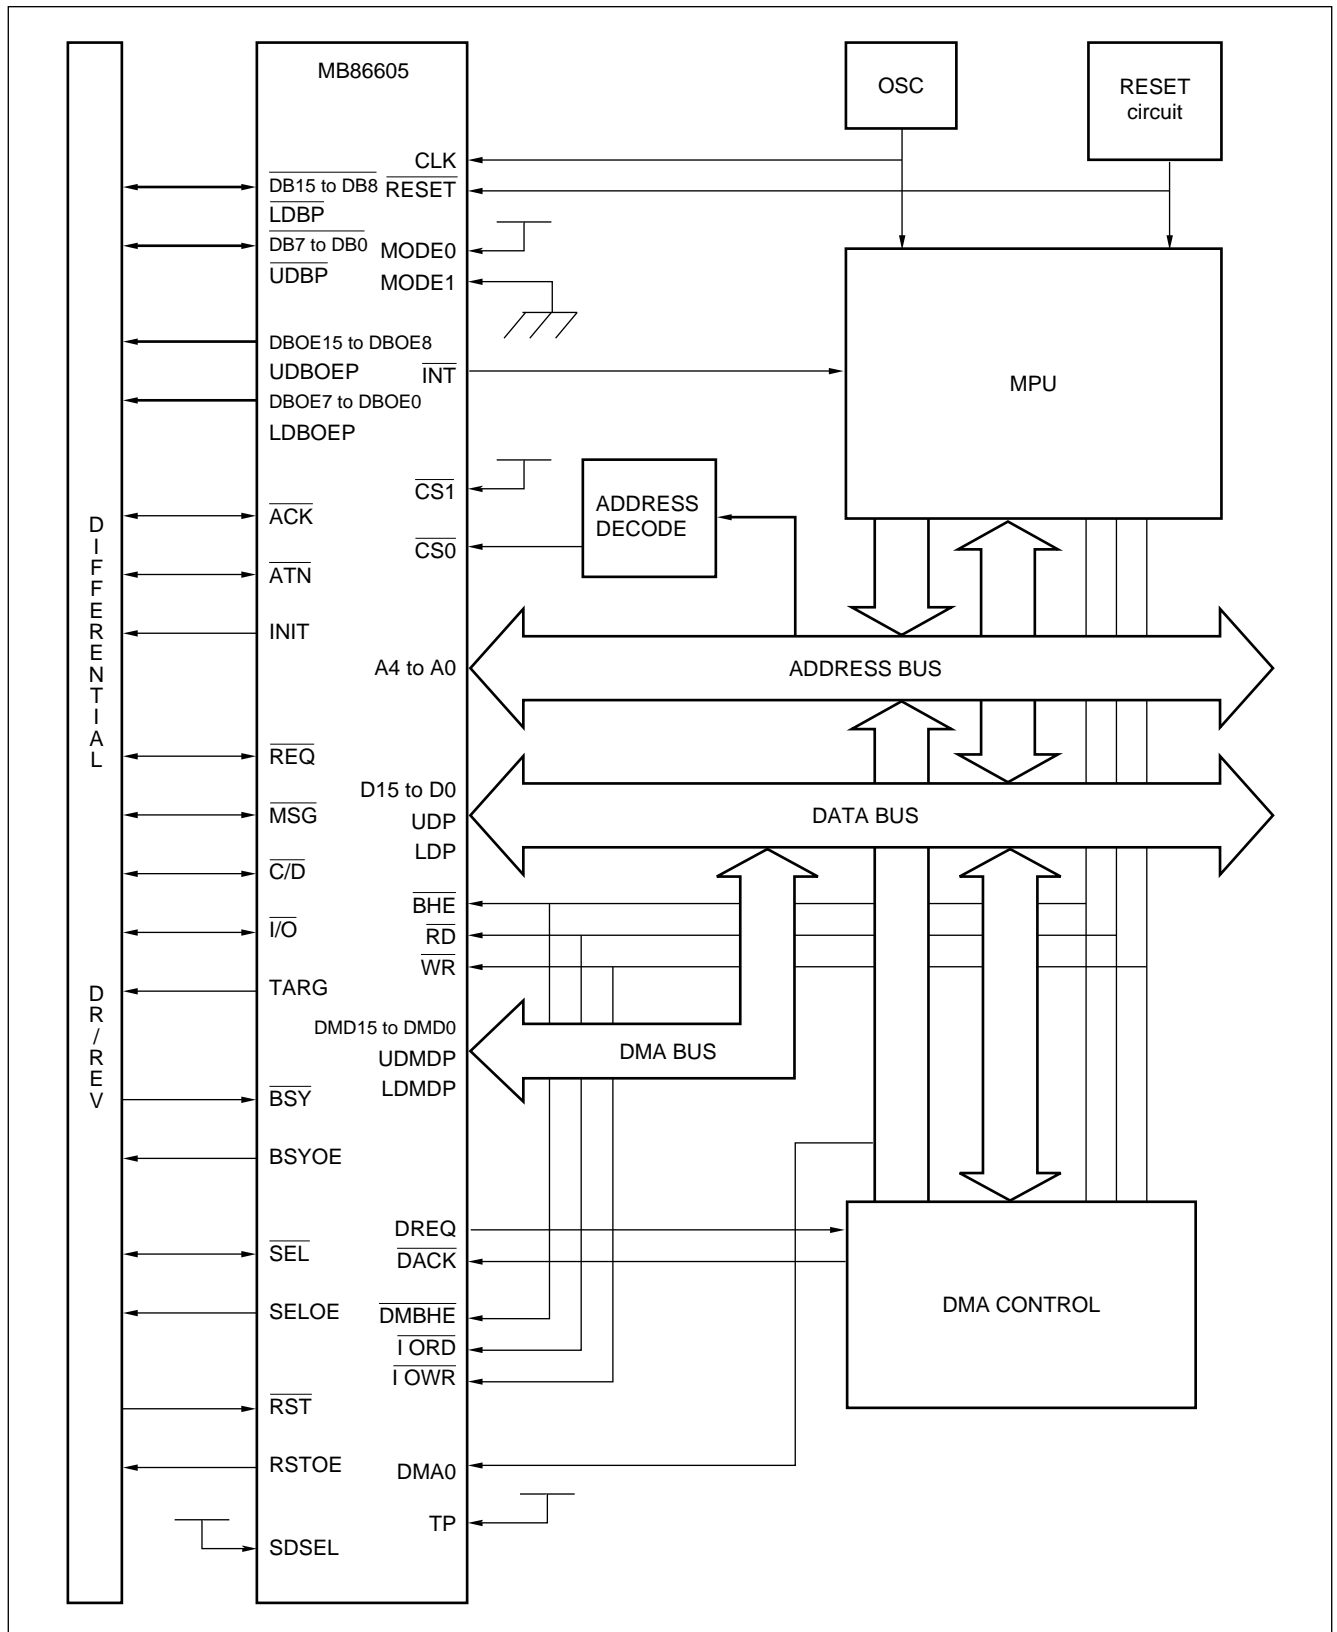 MB86605
OSC
RESET
circuit
CLK
DB15 to DB8
RESET
LDBP
DB7 to DB0
MODE0
UDBP
MODE1
DBOE15 to DBOE8
UDBOEP
INT
MPU
DBOE7 to DBOE0
LDBOEP
CS1
ADDRESS
DECODE
ACK
CS0
DIFFERENTIAL
ATN
INIT
A4 to A0
ADDRESS BUS
REQ
D15 to D0
MSG
UDP
DATA BUS
LDP
C/D
BHE
I/O
RD
WR
TARG
DR/REV
DMD15 to DMD0
UDMDP
DMA BUS
LDMDP
BSY
BSYOE
DREQ
SEL
DACK
SELOE
DMBHE
DMA CONTROL
I ORD
I OWR
RST
RSTOE
DMA0
TP
SDSEL